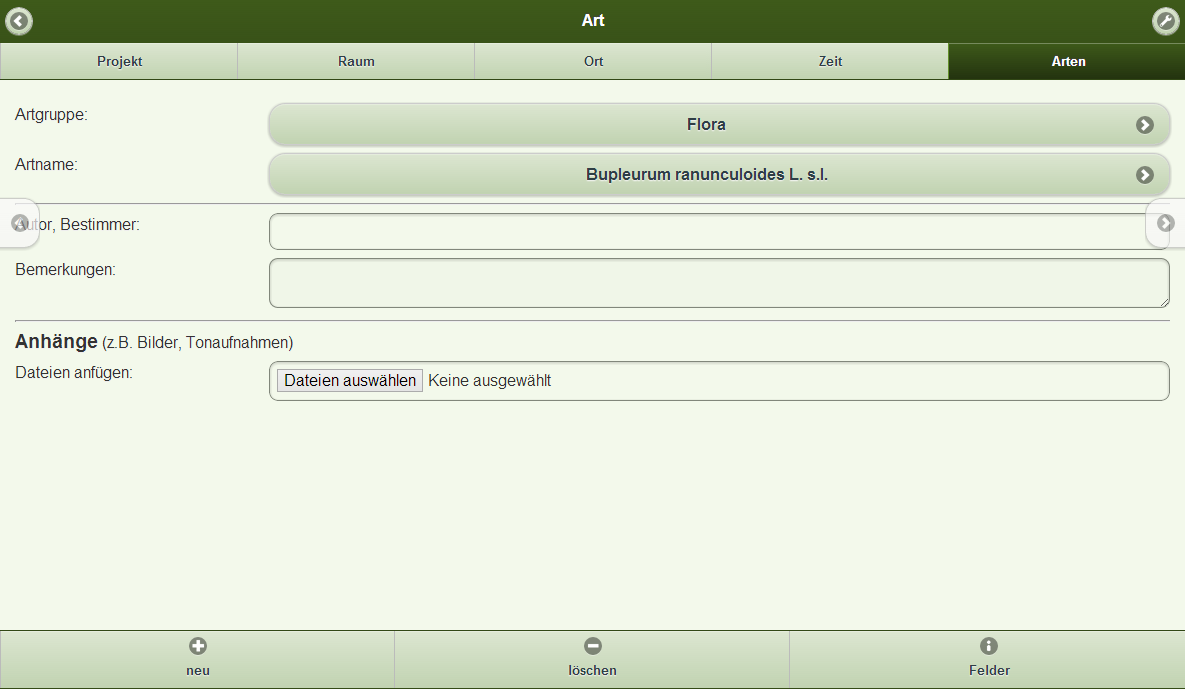 Art
Projekt Raum Ort Zeit Arten
Artgruppe: Flora
Artname: Bupleurum ranunculoides L. s.l.
Autor, Bestimmer:
Bemerkungen:
Anhänge (z.B. Bilder, Tonaufnahmen)
Dateien anfügen: Dateien auswählen Keine ausgewählt
neu löschen Felder